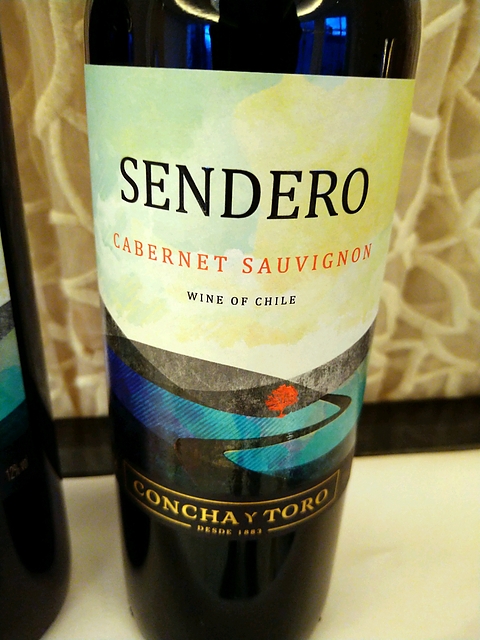 SENDERO
CABERNET SAUVIGNON
WINE OF CHILE
CONCHA Y TORO
DESDE 1883